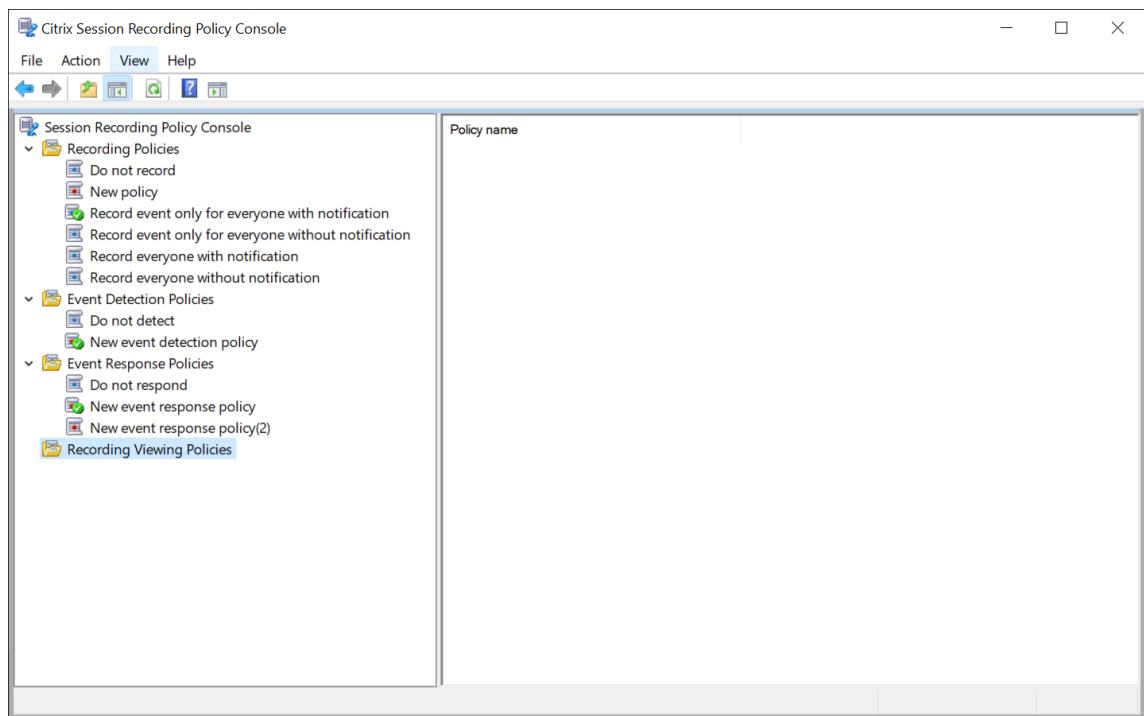 Citrix Session Recording Policy Console
File Action View Help
Session Recording Policy Console
Policy name
Recording Policies
Do not record
New policy
Record event only for everyone with notification
Record event only for everyone without notification
Record everyone with notification
Record everyone without notification
Event Detection Policies
Do not detect
New event detection policy
Event Response Policies
Do not respond
New event response policy
New event response policy(2)
Recording Viewing Policies